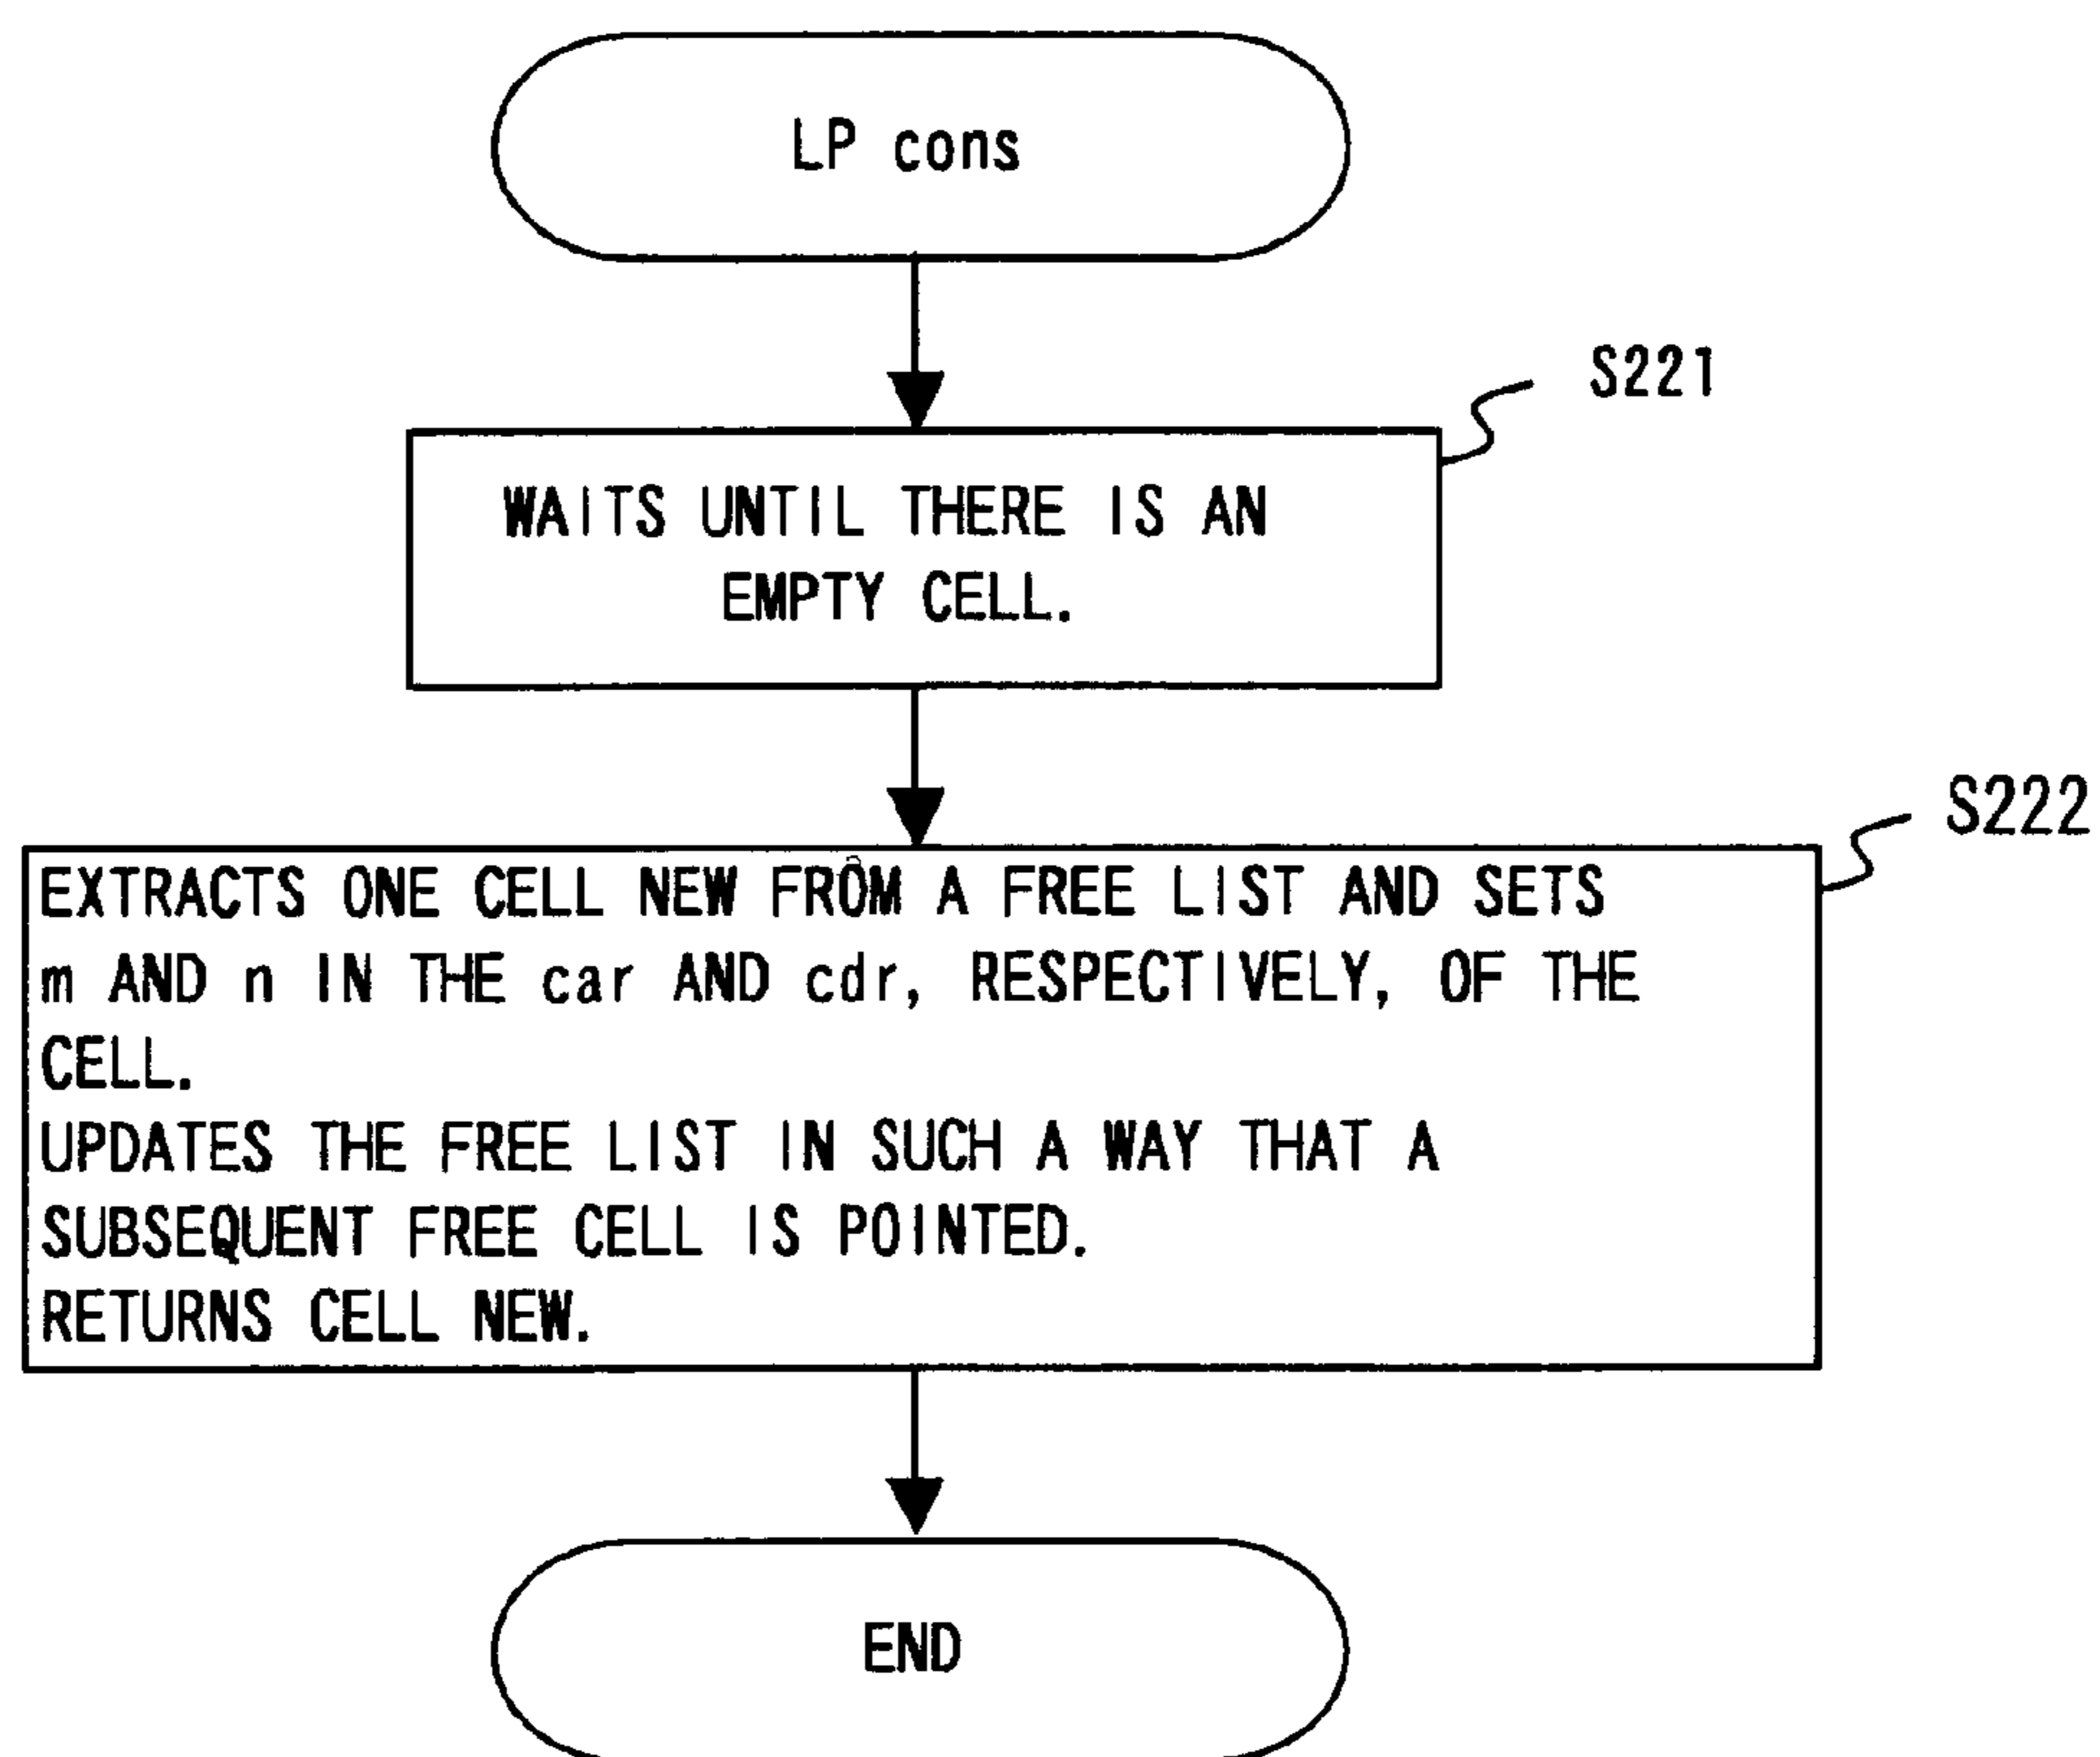 LP cons
S221
WAITS UNTIL THERE IS AN
EMPTY CELL.
S222
EXTRACTS ONE CELL NEW FROM A FREE LIST AND SETS
m AND n IN THE car AND cdr, RESPECTIVELY, OF THE
CELL.
UPDATES THE FREE LIST IN SUCH A WAY THAT A
SUBSEQUENT FREE CELL IS POINTED.
RETURNS CELL NEW.
END